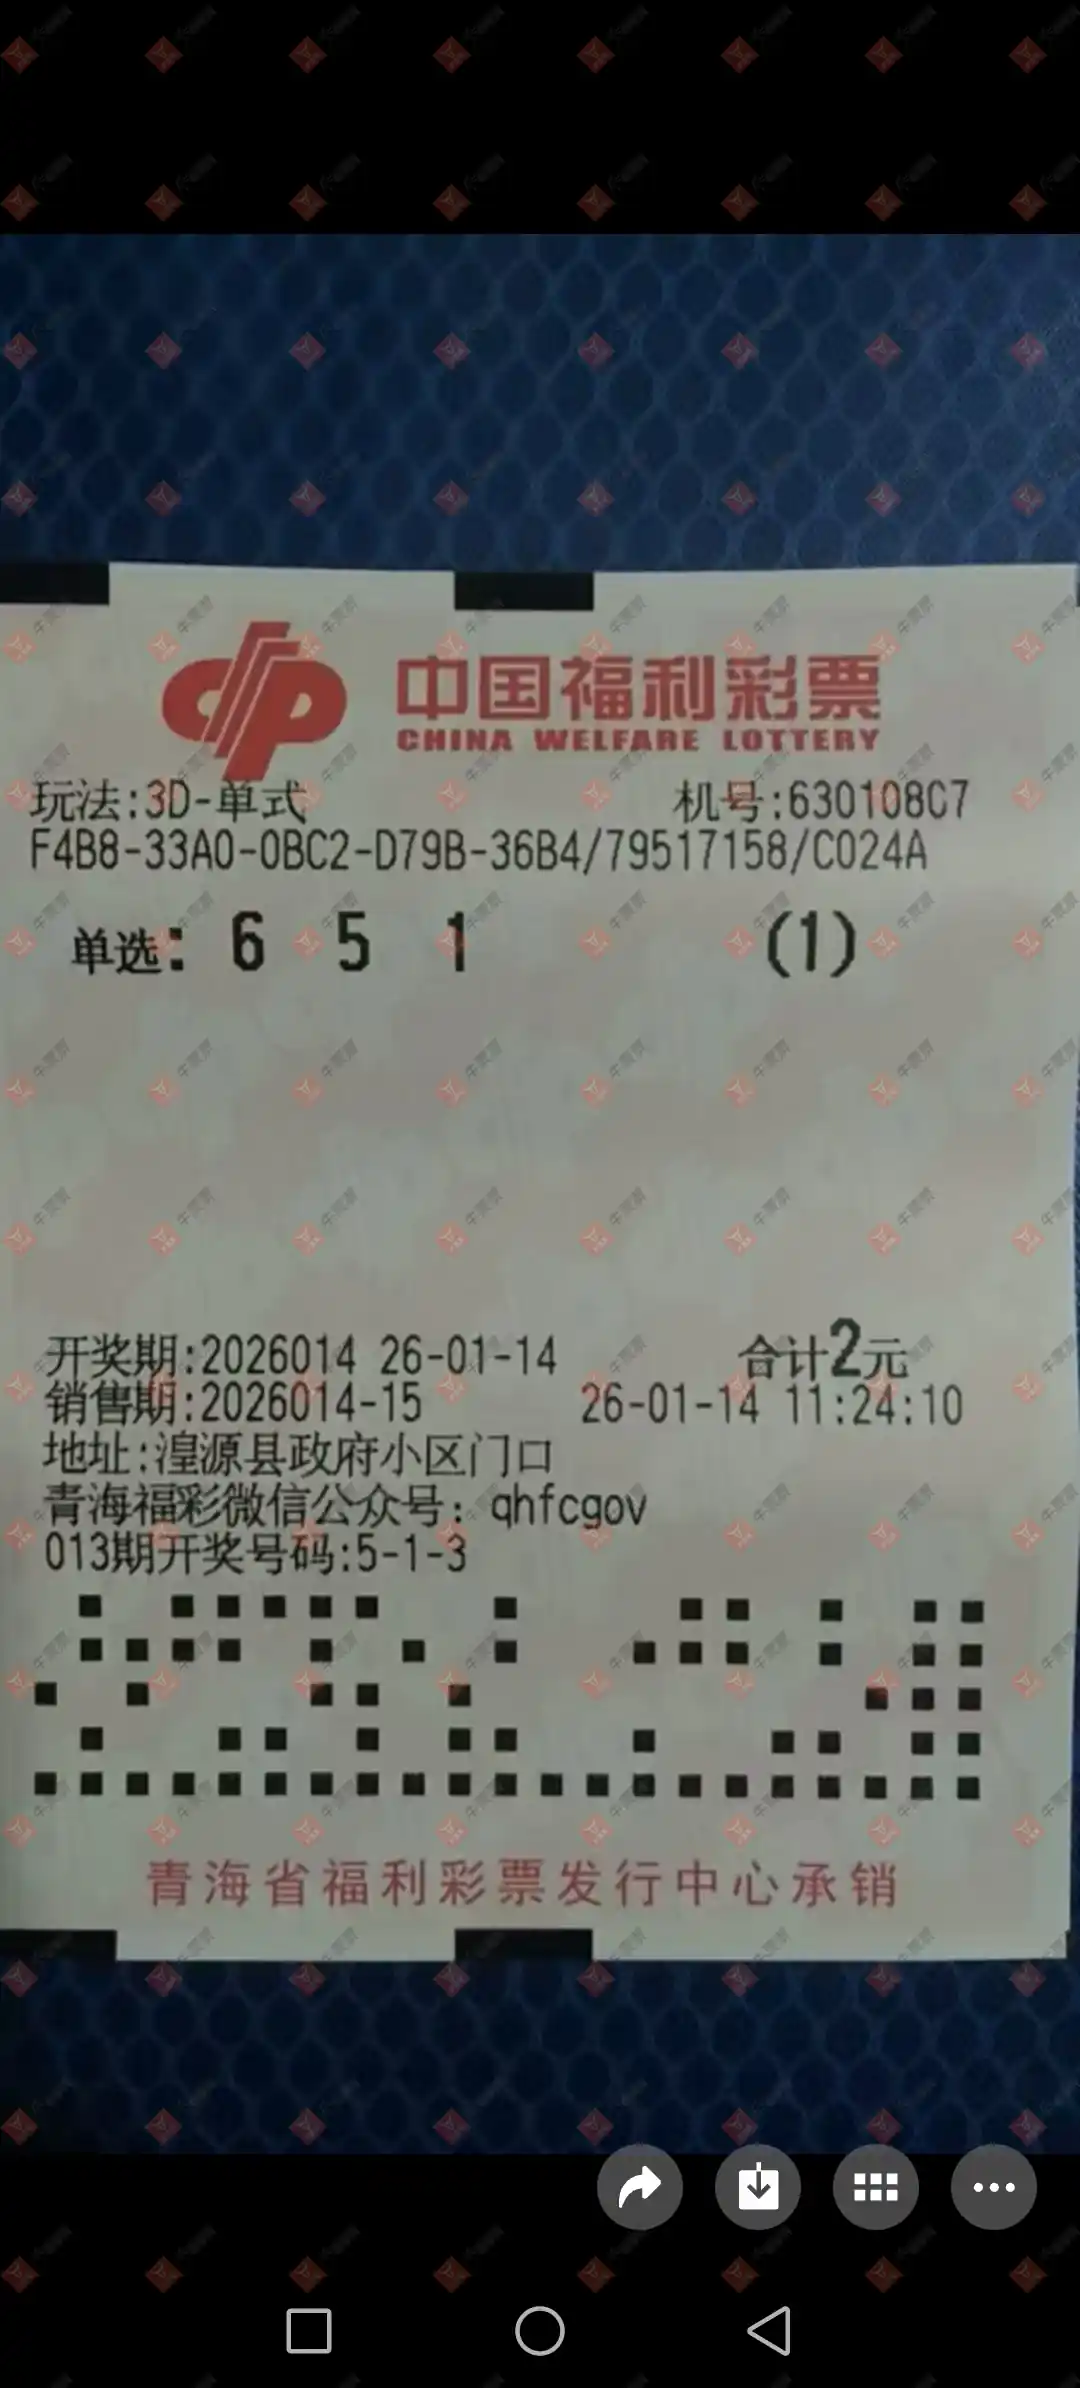 中国福利彩票
CHINA WELFARE LOTTERY
玩法:3D-单式 机号:630108C7
F4B8-33A0-0BC2-D79B-36B4/79517158/C024A
单选: 6 5 1 (1)
开奖期:2026014 26-01-14 合计2元
销售期:2026014-15 26-01-14 11:24:10
地址:湟源县政府小区门口
青海福彩微信公众号: qhfcgov
013期开奖号码:5-1-3
青海省福利彩票发行中心承销